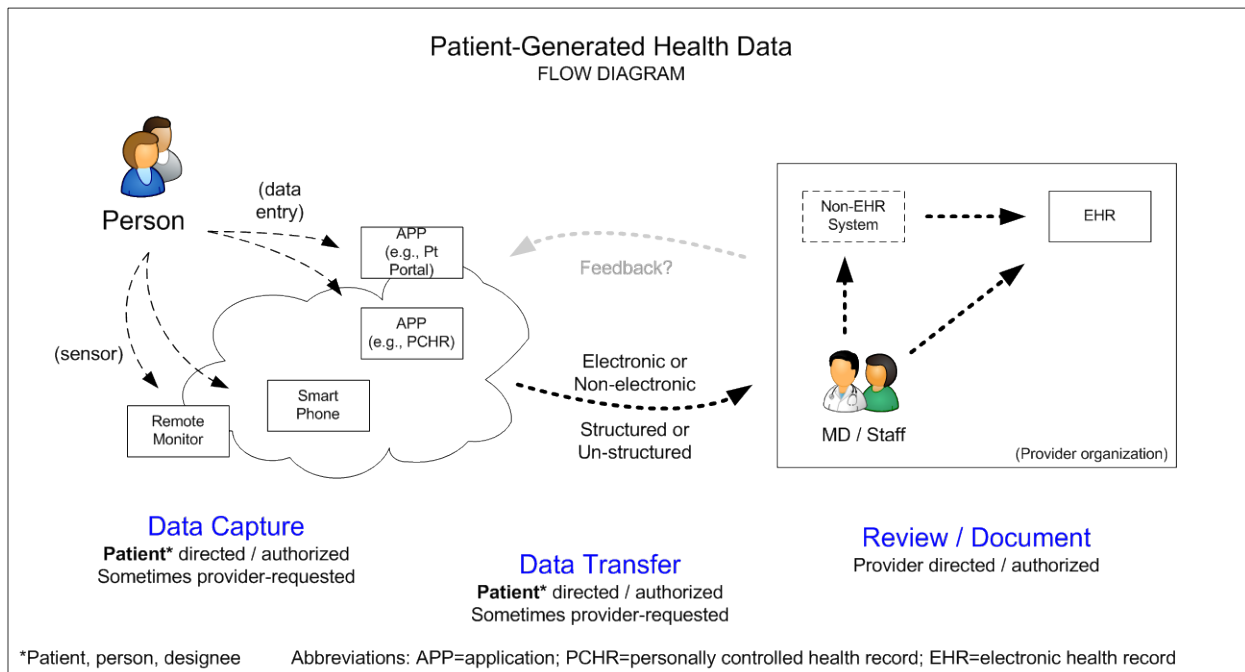 Patient-Generated Health Data
FLOW DIAGRAM
Person
(data
entry)
(sensor)
APP
(e.g., Pt
Portal)
APP
(e.g., PCHR)
Smart
Phone
Remote
Monitor
Feedback?
Electronic or
Non-electronic
Structured or
Un-structured
Non-EHR
System
EHR
MD / Staff
(Provider organization)
Data Capture
Patient* directed / authorized
Sometimes provider-requested
Data Transfer
Patient* directed / authorized
Sometimes provider-requested
Review / Document
Provider directed / authorized
*Patient, person, designee
Abbreviations: APP=application; PCHR=personally controlled health record; EHR=electronic health record